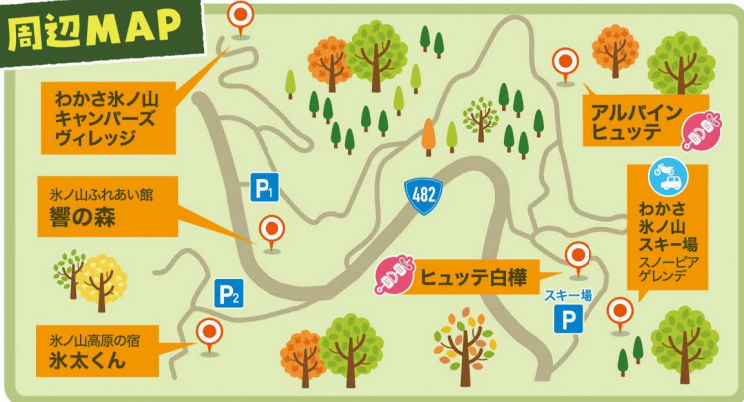 周辺MAP
わかさ氷ノ山
キャンパーズ
ヴィレッジ
アルパイン
ヒュッテ
氷ノ山ふれあい館
響の森
P1
482
わかさ
氷ノ山
スキー場
スノーピア
ゲレンデ
ヒュッテ白樺
P2
スキー場
P
氷ノ山高原の宿
氷太くん